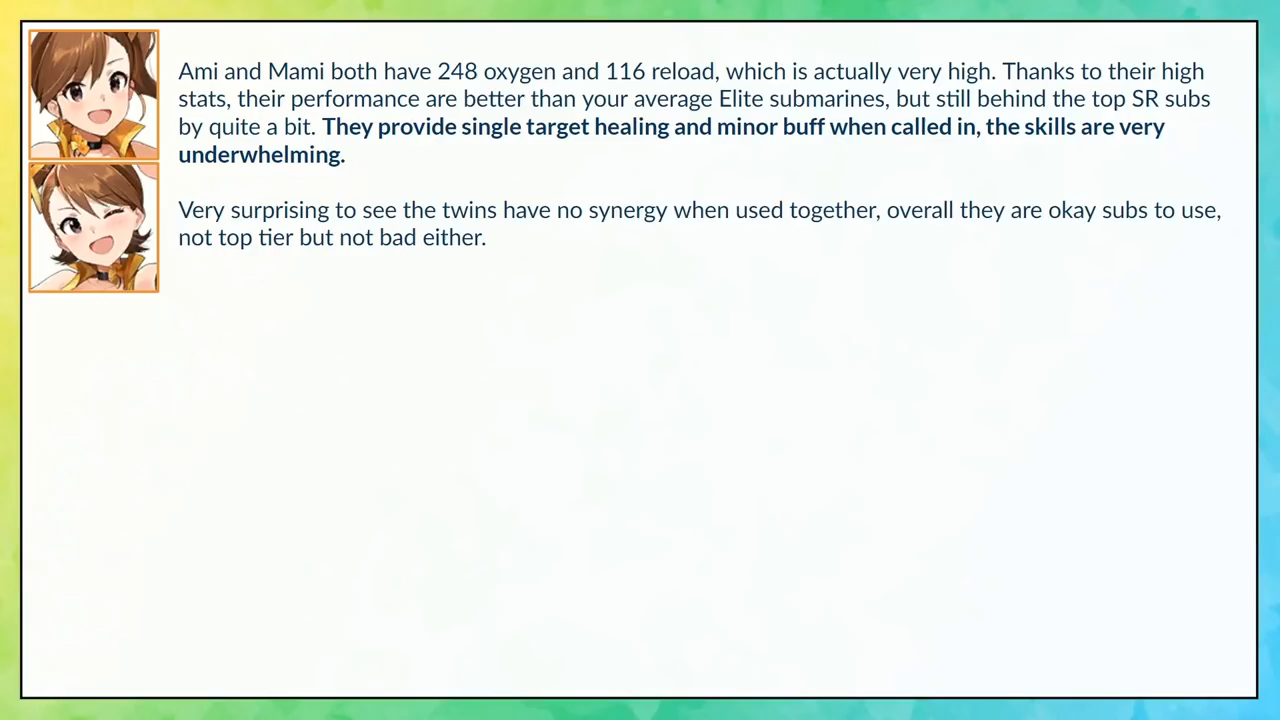 Ami and Mami both have 248 oxygen and 116 reload, which is actually very high. Thanks to their high
stats, their performance are better than your average Elite submarines, but still behind the top SR subs
by quite a bit. They provide single target healing and minor buff when called in, the skills are very
underwhelming.
Very surprising to see the twins have no synergy when used together, overall they are okay subs to use,
not top tier but not bad either.